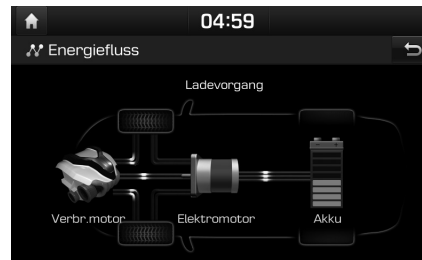 04:59
Energiefluss
Ladevorgang
Verbr.motor
Elektromotor
Akku